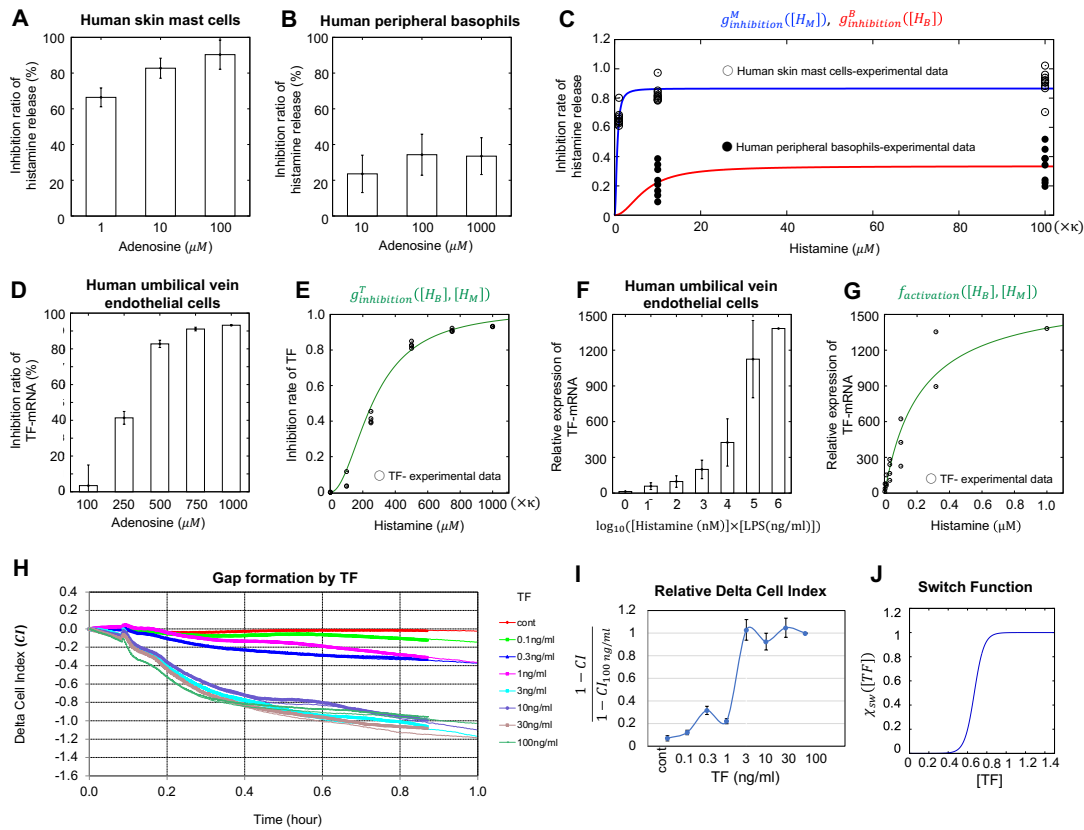 A
Human skin mast cells
Inhibition ratio of
histamine release (%)
100
80
60
40
20
0
1 10 100
Adenosine (μM)
B
Human peripheral basophils
Inhibition ratio of
histamine release (%)
100
80
60
40
20
0
10 100 1000
Adenosine (μM)
C
g^M_inhibition([H_M]), g^B_inhibition([H_B])
Inhibition rate of
histamine release
1.2
1.0
0.8
0.6
0.4
0.2
0
Human skin mast cells-experimental data
Human peripheral basophils-experimental data
0 20 40 60 80 100 (×κ)
Histamine (μM)
D
Human umbilical vein
endothelial cells
Inhibition ratio of
TF-mRNA (%)
100
90
80
70
60
50
40
30
20
10
0
100 250 500 750 1000
Adenosine (μM)
E
g^T_inhibition([H_B], [H_M])
Inhibition rate of TF
1.0
0.8
0.6
0.4
0.2
0
TF- experimental data
0 200 400 600 800 1000 (×κ)
Histamine (μM)
F
Human umbilical vein
endothelial cells
Relative expression of
TF-mRNA
1500
1200
900
600
300
0
0 1 2 3 4 5 6
log₁₀([Histamine (nM)]×[LPS(ng/ml)])
G
f_activation([H_B], [H_M])
Relative expression of
TF-mRNA
1500
1200
900
600
300
0
TF- experimental data
0 0.2 0.4 0.6 0.8 1.0
Histamine (μM)
H
Gap formation by TF
Delta Cell Index (CI)
0.4
0.2
0.0
-0.2
-0.4
-0.6
-0.8
-1.0
-1.2
-1.4
-1.6
0.0 0.2 0.4 0.6 0.8 1.0
Time (hour)
TF
cont
0.1ng/ml
0.3ng/ml
1ng/ml
3ng/ml
10ng/ml
30ng/ml
100ng/ml
I
Relative Delta Cell Index
1 − CI
1 − CI_100 ng/ml
1.2
1
0.8
0.6
0.4
0.2
0
cont 0.1 0.3 1 3 10 30 100
TF (ng/ml)
J
Switch Function
χ_sw([TF])
1
0.8
0.6
0.4
0.2
0
0 0.2 0.4 0.6 0.8 1.0 1.2 1.4
[TF]